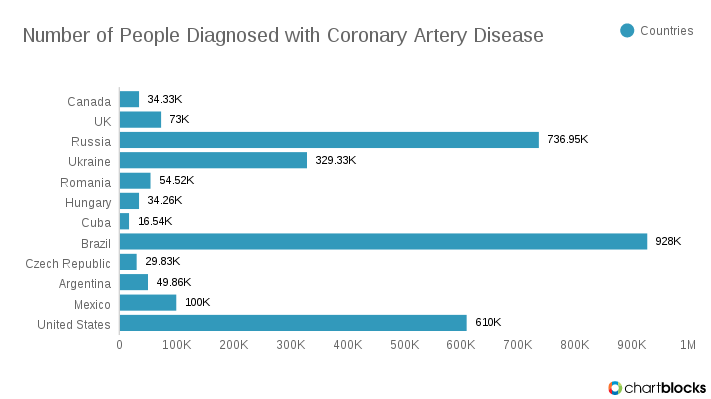 Number of People Diagnosed with Coronary Artery Disease
Countries
Canada 34.33K
UK 73K
Russia 736.95K
Ukraine 329.33K
Romania 54.52K
Hungary 34.26K
Cuba 16.54K
Brazil 928K
Czech Republic 29.83K
Argentina 49.86K
Mexico 100K
United States 610K
0 100K 200K 300K 400K 500K 600K 700K 800K 900K 1M
chartblocks